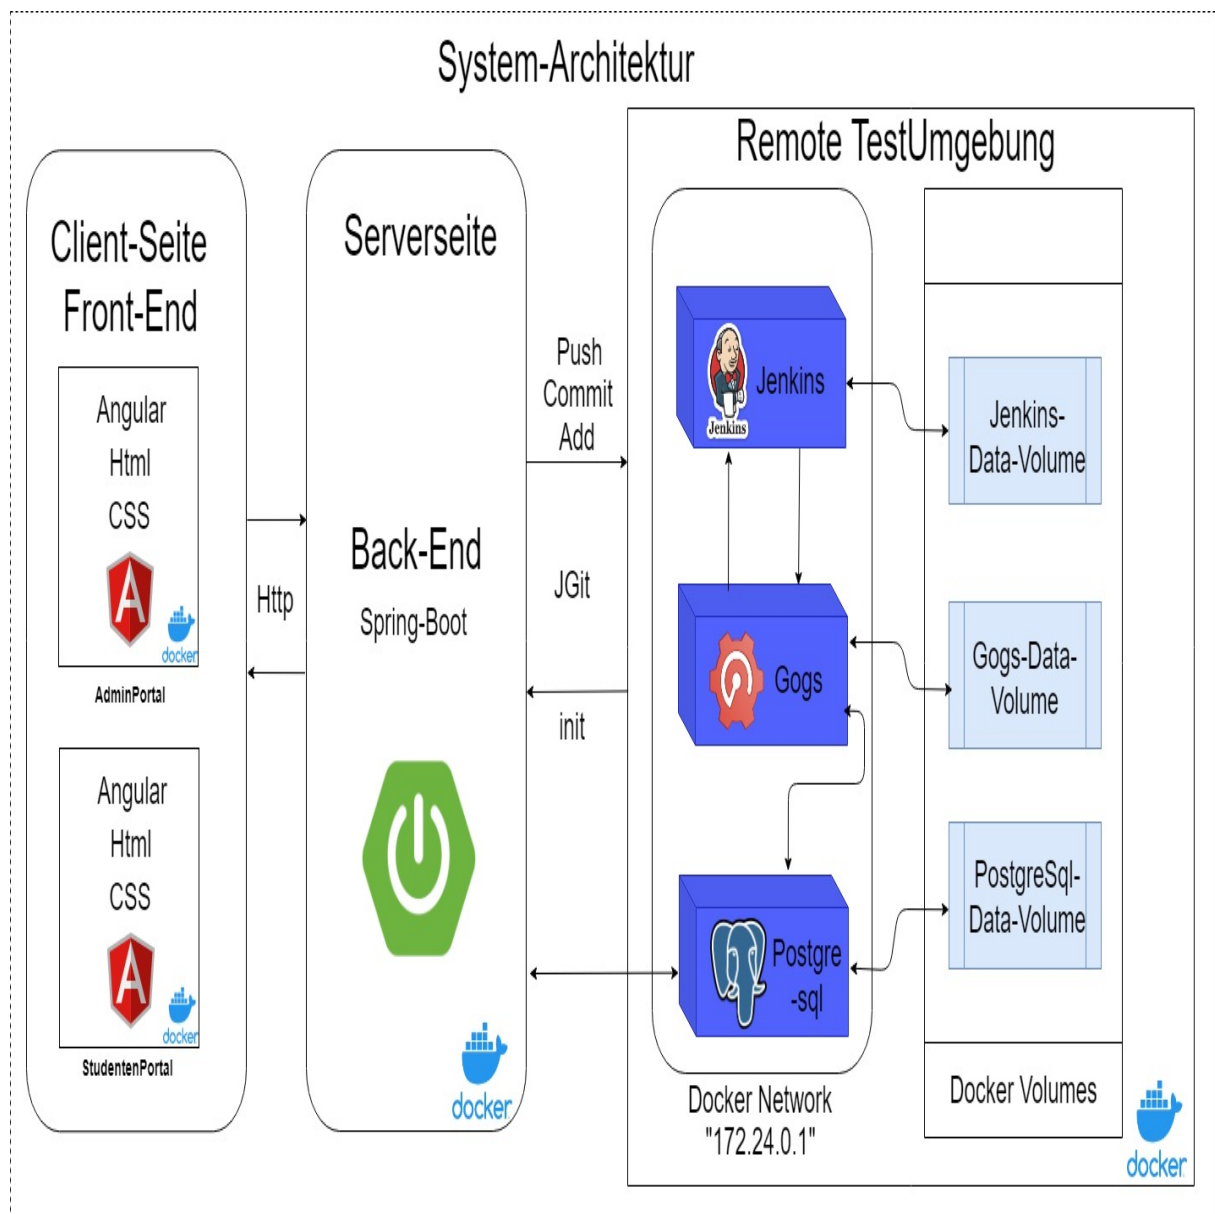 System-Architektur
Client-Seite
Front-End
Angular
Html
CSS
docker
AdminPortal
Angular
Html
CSS
docker
StudentenPortal
Http
Serverseite
Back-End
Spring-Boot
docker
Push
Commit
Add
JGit
init
Remote TestUmgebung
Jenkins
Jenkins
Gogs
Postgre
-sql
Docker Network
"172.24.0.1"
Jenkins-
Data-Volume
Gogs-Data-
Volume
PostgreSql-
Data-Volume
Docker Volumes
docker